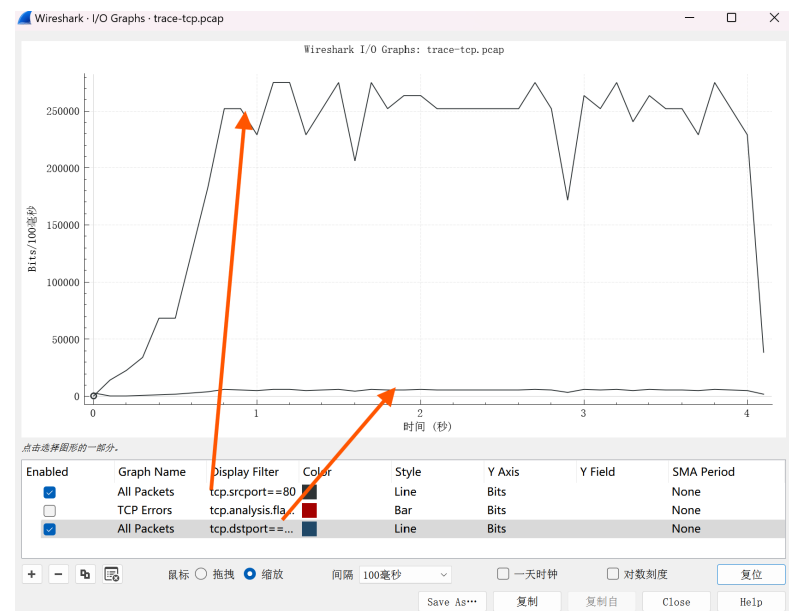 Wireshark · I/O Graphs · trace-tcp.pcap
Wireshark I/O Graphs: trace-tcp.pcap
250000
200000
150000
100000
50000
0
Bits/100毫秒
0 1 2 3 4
时间 (秒)
点击选择图形的一部分。
Enabled Graph Name Display Filter Color Style Y Axis Y Field SMA Period
All Packets tcp.srcport==80 Line Bits None
TCP Errors tcp.analysis.fla... Bar Bits None
All Packets tcp.dstport==... Line Bits None
鼠标 拖拽 缩放 间隔 100毫秒 一天时钟 对数刻度 复位
Save As… 复制 复制自 Close Help